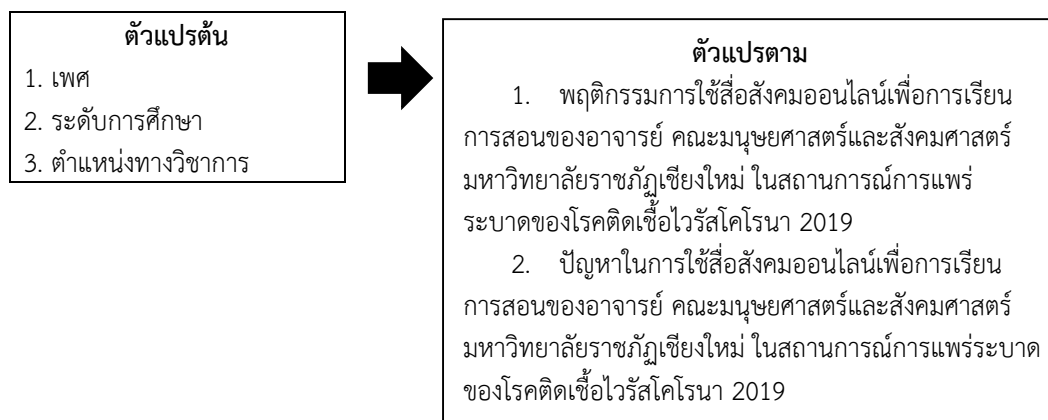 ตัวแปรต้น
1. เพศ
2. ระดับการศึกษา
3. ตำแหน่งทางวิชาการ
ตัวแปรตาม
1. พฤติกรรมการใช้สื่อสังคมออนไลน์เพื่อการเรียน
การสอนของอาจารย์ คณะมนุษยศาสตร์และสังคมศาสตร์
มหาวิทยาลัยราชภัฏเชียงใหม่ ในสถานการณ์การแพร่
ระบาดของโรคติดเชื้อไวรัสโคโรนา 2019
2. ปัญหาในการใช้สื่อสังคมออนไลน์เพื่อการเรียน
การสอนของอาจารย์ คณะมนุษยศาสตร์และสังคมศาสตร์
มหาวิทยาลัยราชภัฏเชียงใหม่ ในสถานการณ์การแพร่ระบาด
ของโรคติดเชื้อไวรัสโคโรนา 2019